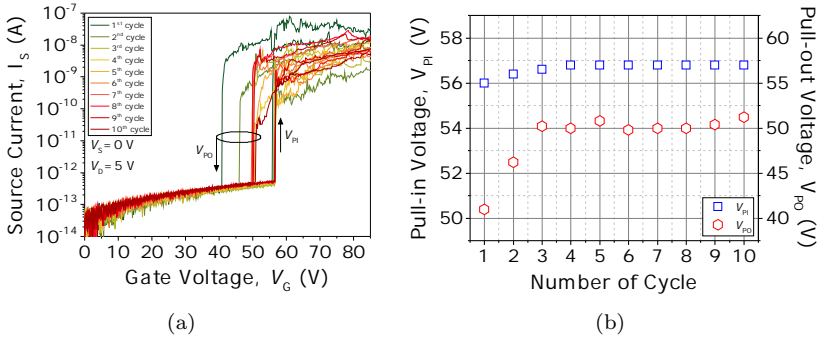 Source Current, I_S (A)
10⁻⁷
10⁻⁸
10⁻⁹
10⁻¹⁰
10⁻¹¹
10⁻¹²
10⁻¹³
10⁻¹⁴
1ˢᵗ cycle
2ⁿᵈ cycle
3ʳᵈ cycle
4ᵗʰ cycle
5ᵗʰ cycle
6ᵗʰ cycle
7ᵗʰ cycle
8ᵗʰ cycle
9ᵗʰ cycle
10ᵗʰ cycle
V_S = 0 V
V_D = 5 V
V_PO
V_PI
0 10 20 30 40 50 60 70 80
Gate Voltage, V_G (V)
(a)
Pull-in Voltage, V_PI (V)
58
56
54
52
50
Pull-out Voltage, V_PO (V)
60
55
50
45
40
V_PI
V_PO
1 2 3 4 5 6 7 8 9 10
Number of Cycle
(b)